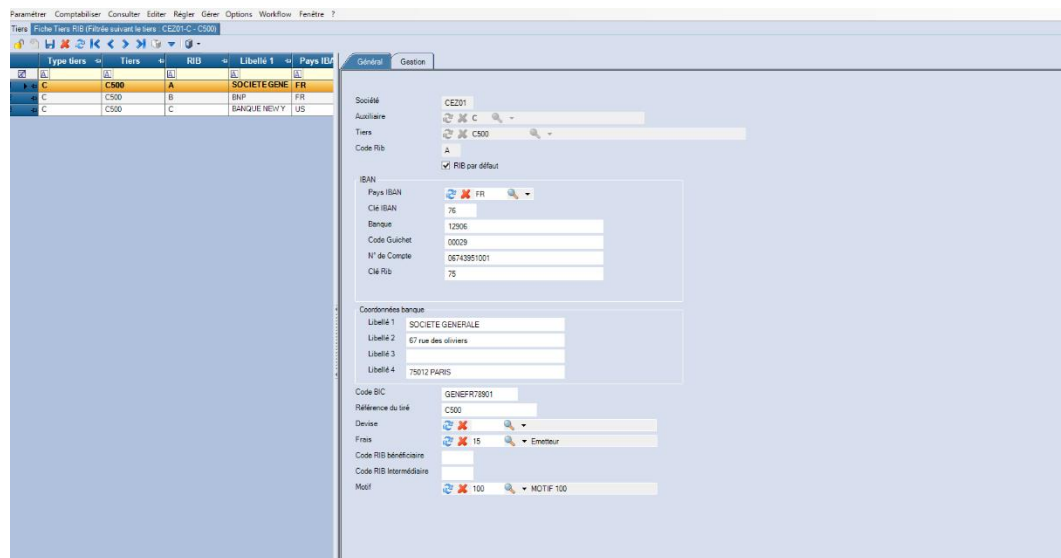 Paramétrer Comptabiliser Consulter Editer Règler Gérer Options Workflow Fenêtre ?
Tiers Fiche Tiers RIB (Filtrée suivant le tiers : CEZ01-C - C500)
Type tiers Tiers RIB Libellé 1 Pays IBA
C C500 A SOCIETE GENE FR
C C500 B BNP FR
C C500 C BANQUE NEW Y US
Général Gestion
Société CEZ01
Auxiliaire C
Tiers C500
Code Rib A
RIB par défaut
IBAN
Pays IBAN FR
Clé IBAN 76
Banque 12906
Code Guichet 00029
N° de Compte 06743951001
Clé Rib 75
Coordonnées banque
Libellé 1 SOCIETE GENERALE
Libellé 2 67 rue des oliviers
Libellé 3
Libellé 4 75012 PARIS
Code BIC GENEFR78901
Référence du tiré C500
Devise
Frais 15 Emetteur
Code RIB bénéficiaire
Code RIB Intermédiaire
Motif 100 MOTIF 100